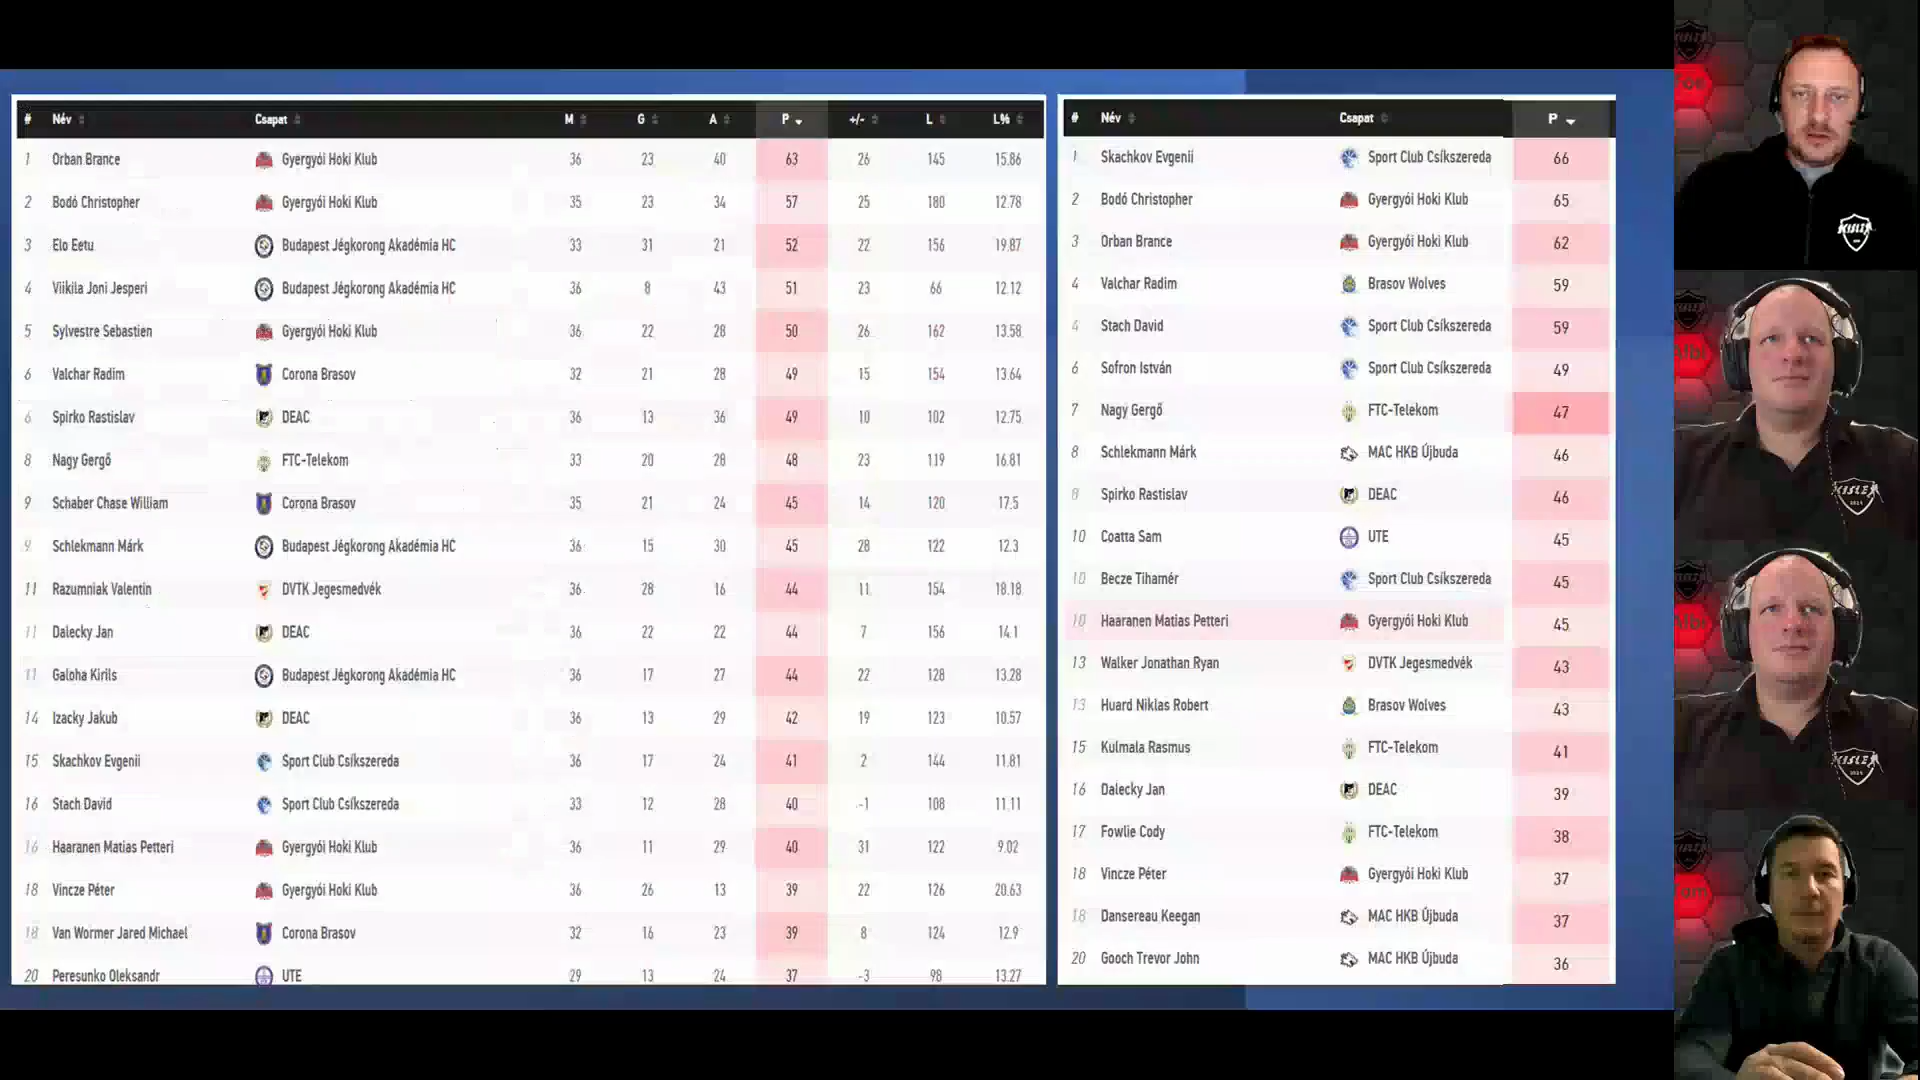 # Név Csapat M G A P +/- L L%
1 Orban Brance Gyergyói Hoki Klub 36 23 40 63 26 145 15.86
2 Bodó Christopher Gyergyói Hoki Klub 35 23 34 57 25 180 12.78
3 Elo Eetu Budapest Jégkorong Akadémia HC 33 31 21 52 22 156 19.87
4 Viikila Joni Jesperi Budapest Jégkorong Akadémia HC 36 8 43 51 23 66 12.12
5 Sylvestre Sebastien Gyergyói Hoki Klub 36 22 28 50 26 162 13.58
6 Valchar Radim Corona Brasov 32 21 28 49 15 154 13.64
6 Spirko Rastislav DEAC 36 13 36 49 10 102 12.75
8 Nagy Gergő FTC-Telekom 33 20 28 48 23 119 16.81
9 Schaber Chase William Corona Brasov 35 21 24 45 14 120 17.5
9 Schlekmann Márk Budapest Jégkorong Akadémia HC 36 15 30 45 28 122 12.3
11 Razumniak Valentin DVTK Jegesmedvék 36 28 16 44 11 154 18.18
11 Dalecky Jan DEAC 36 22 22 44 7 156 14.1
11 Galoha Kirils Budapest Jégkorong Akadémia HC 36 17 27 44 22 128 13.28
14 Izacky Jakub DEAC 36 13 29 42 19 123 10.57
15 Skachkov Evgenii Sport Club Csíkszereda 36 17 24 41 2 144 11.81
16 Stach David Sport Club Csíkszereda 33 12 28 40 -1 108 11.11
16 Haaranen Matias Petteri Gyergyói Hoki Klub 36 11 29 40 31 122 9.02
18 Vincze Péter Gyergyói Hoki Klub 36 26 13 39 22 126 20.63
18 Van Wormer Jared Michael Corona Brasov 32 16 23 39 8 124 12.9
20 Peresunko Oleksandr UTE 29 13 24 37 -3 98 13.27
# Név Csapat P
1 Skachkov Evgenii Sport Club Csíkszereda 66
2 Bodó Christopher Gyergyói Hoki Klub 65
3 Orban Brance Gyergyói Hoki Klub 62
4 Valchar Radim Brasov Wolves 59
4 Stach David Sport Club Csíkszereda 59
6 Sofron István Sport Club Csíkszereda 49
7 Nagy Gergő FTC-Telekom 47
8 Schlekmann Márk MAC HKB Újbuda 46
8 Spirko Rastislav DEAC 46
10 Coatta Sam UTE 45
10 Becze Tihamér Sport Club Csíkszereda 45
10 Haaranen Matias Petteri Gyergyói Hoki Klub 45
13 Walker Jonathan Ryan DVTK Jegesmedvék 43
13 Huard Niklas Robert Brasov Wolves 43
15 Kulmala Rasmus FTC-Telekom 41
16 Dalecky Jan DEAC 39
17 Fowlie Cody FTC-Telekom 38
18 Vincze Péter Gyergyói Hoki Klub 37
18 Dansereau Keegan MAC HKB Újbuda 37
20 Gooch Trevor John MAC HKB Újbuda 36